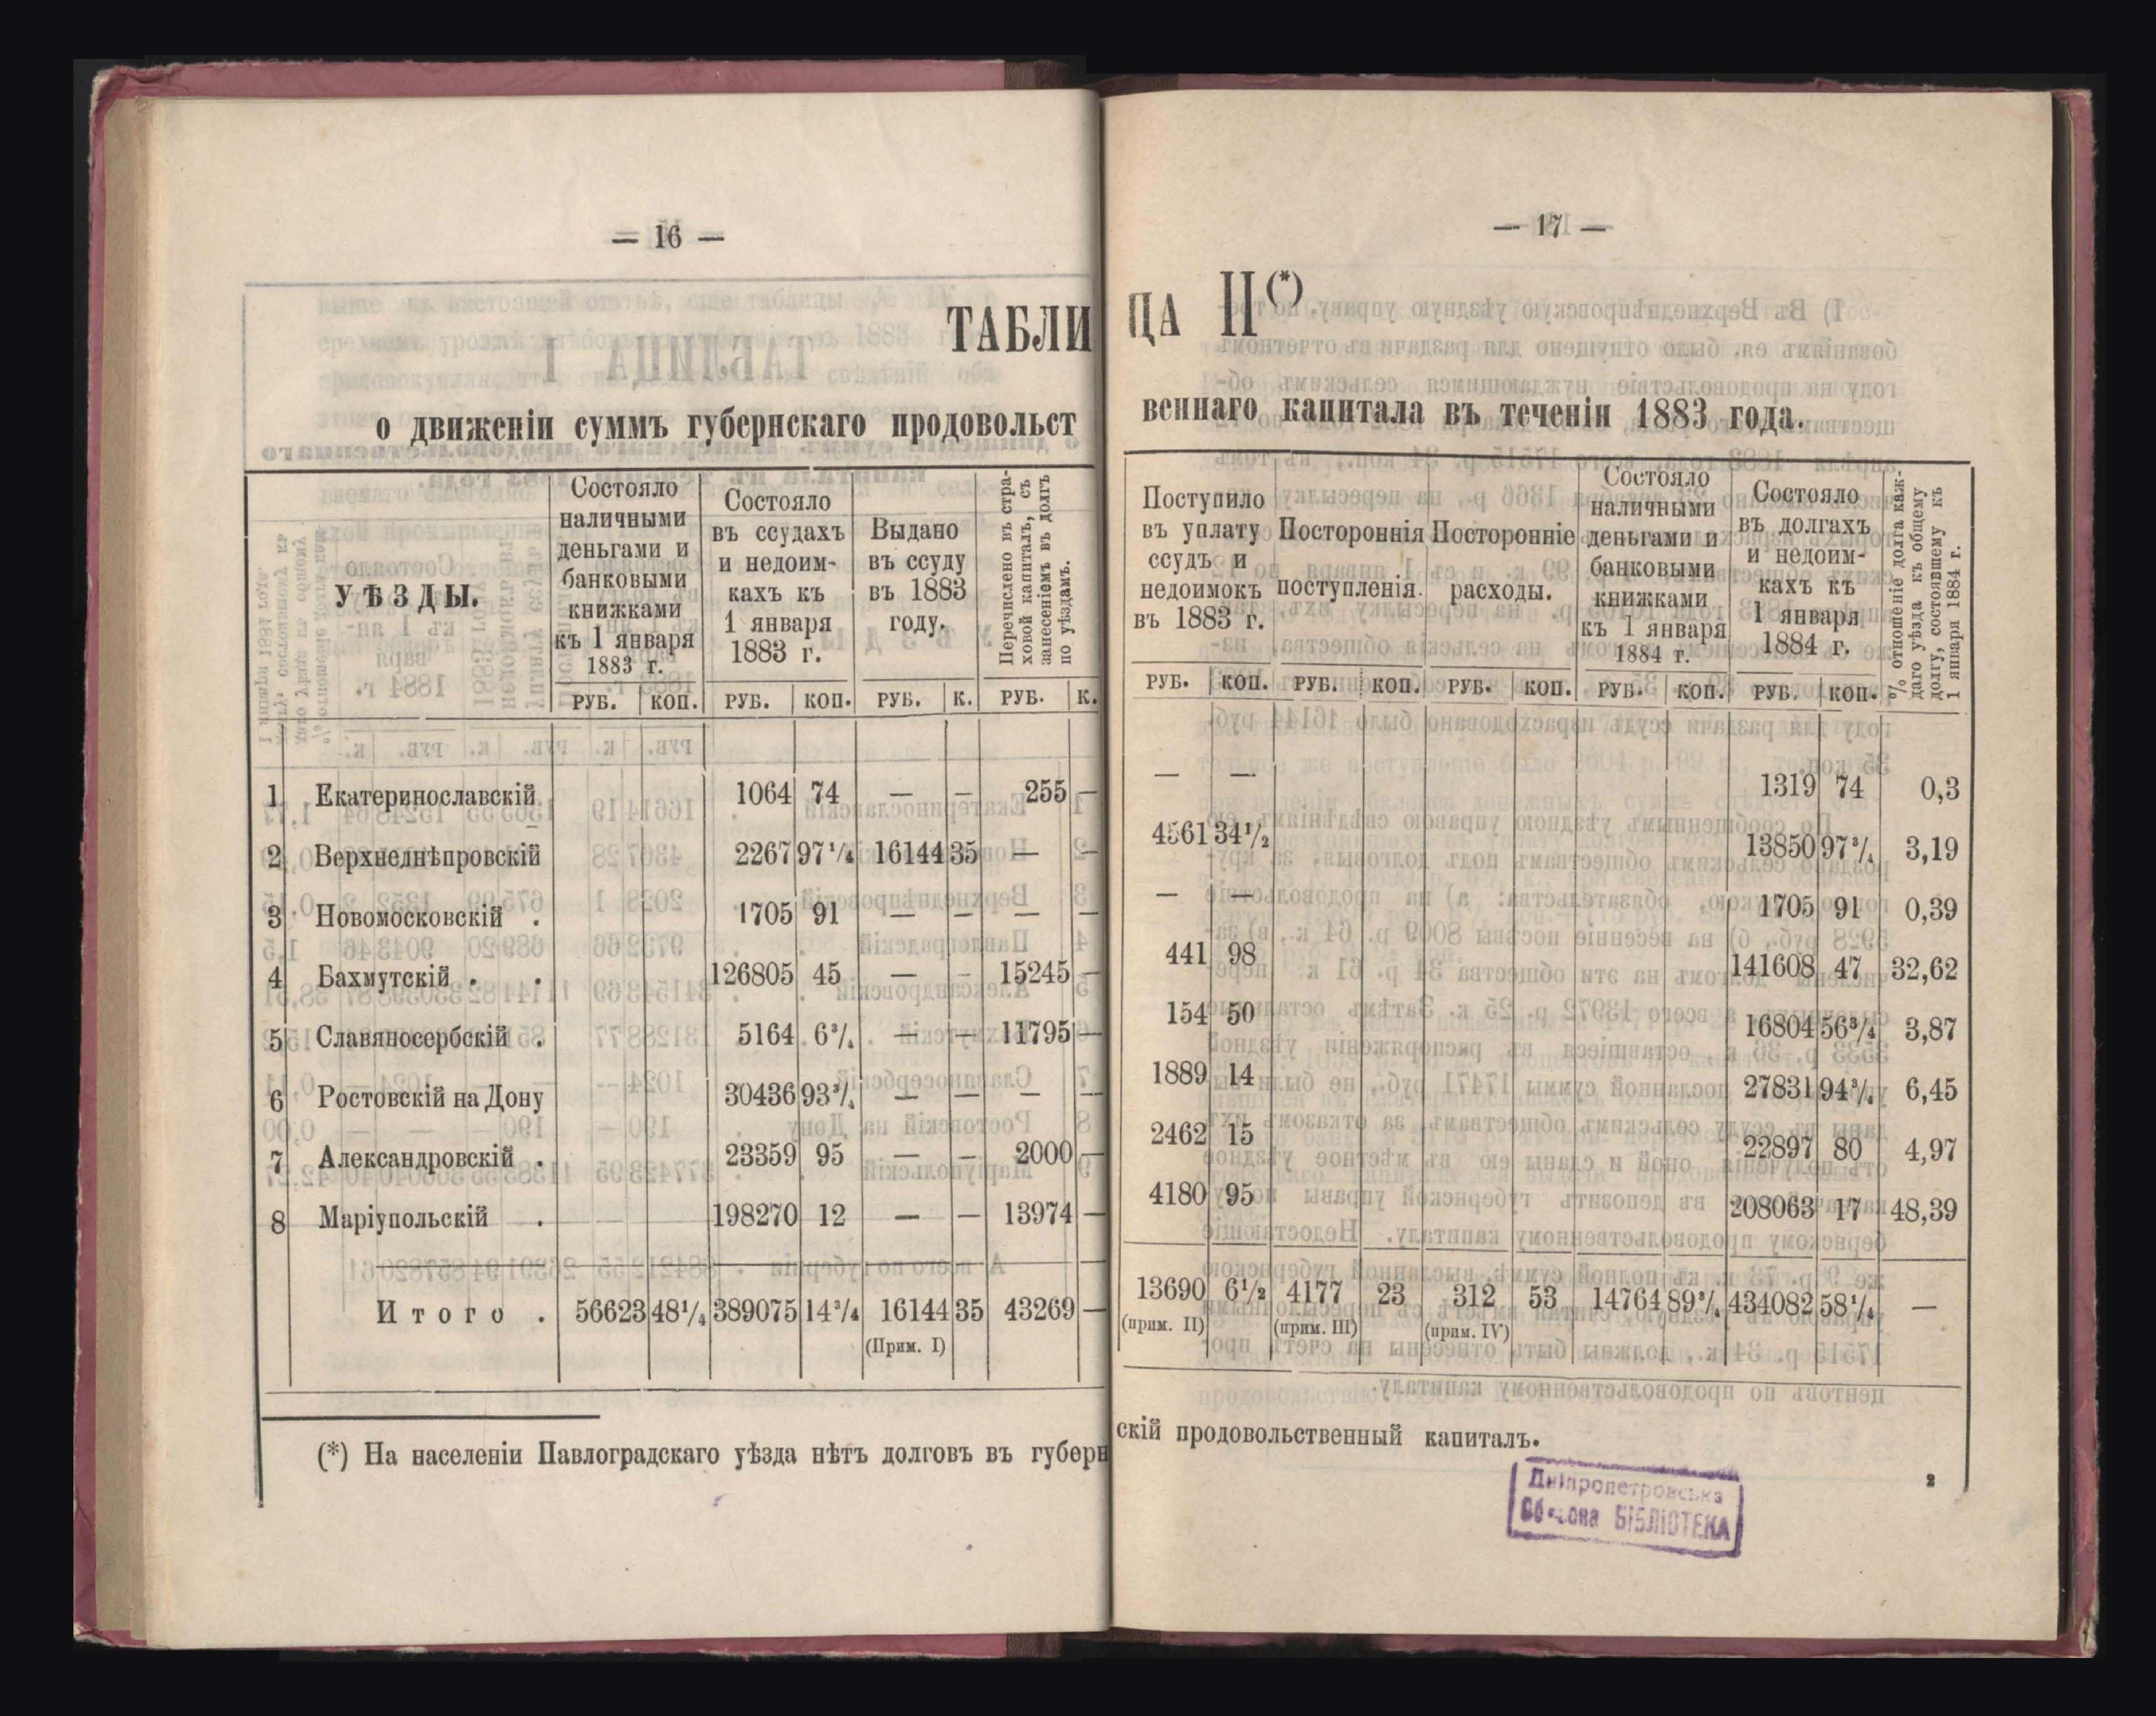 — 16 —
ТАБЛИ
о движеніи суммъ губернскаго продовольст
УѢЗДЫ.
Состояло наличными деньгами и банковыми книжками къ 1 января 1883 г.
Состояло въ ссудахъ и недоимкахъ къ 1 января 1883 г.
Выдано въ ссуду въ 1883 году.
Перечислено въ страховой капиталъ, съ занесеніемъ въ долгъ по уѣздамъ.
РУБ. КОП. РУБ. КОП. РУБ. К. РУБ. К.
1 Екатеринославскій 1064 74 — — 255 —
2 Верхнеднѣпровскій 2267 97¼ 16144 35 — —
3 Новомосковскій . 1705 91 — — — —
4 Бахмутскій . . 126805 45 — — 15245 —
5 Славяносербскій . 5164 6¾ — — 11795 —
6 Ростовскій на Дону 30436 93¾ — — — —
7 Александровскій . 23359 95 — — 2000 —
8 Маріупольскій . 198270 12 — — 13974 —
Итого . 56623 48¼ 389075 14¾ 16144 35 43269 —
(Прим. I)
(*) На населеніи Павлоградскаго уѣзда нѣтъ долговъ въ губерн
— 17 —
ЦА II(*)
веннаго капитала въ теченіи 1883 года.
Поступило въ уплату ссудъ и недоимокъ въ 1883 г.
Постороннія поступленія.
Посторонніе расходы.
Состояло наличными деньгами и банковыми книжками къ 1 января 1884 г.
Состояло въ долгахъ и недоимкахъ къ 1 января 1884 г.
% отношеніе долга каждаго уѣзда къ общему долгу, состоявшему къ 1 января 1884 г.
РУБ. КОП. РУБ. КОП. РУБ. КОП. РУБ. КОП. РУБ. КОП.
— — 1319 74 0,3
4561 34½ 13850 97¾ 3,19
— — 1705 91 0,39
441 98 141608 47 32,62
154 50 16804 56¾ 3,87
1889 14 27831 94¾ 6,45
2462 15 22897 80 4,97
4180 95 208063 17 48,39
13690 6½ 4177 23 312 53 14764 89¾ 434082 58¼ —
(прим. II) (прим. III) (прим. IV)
скій продовольственный капиталъ.
2
Дніпропетровська
БІБЛІОТЕКА